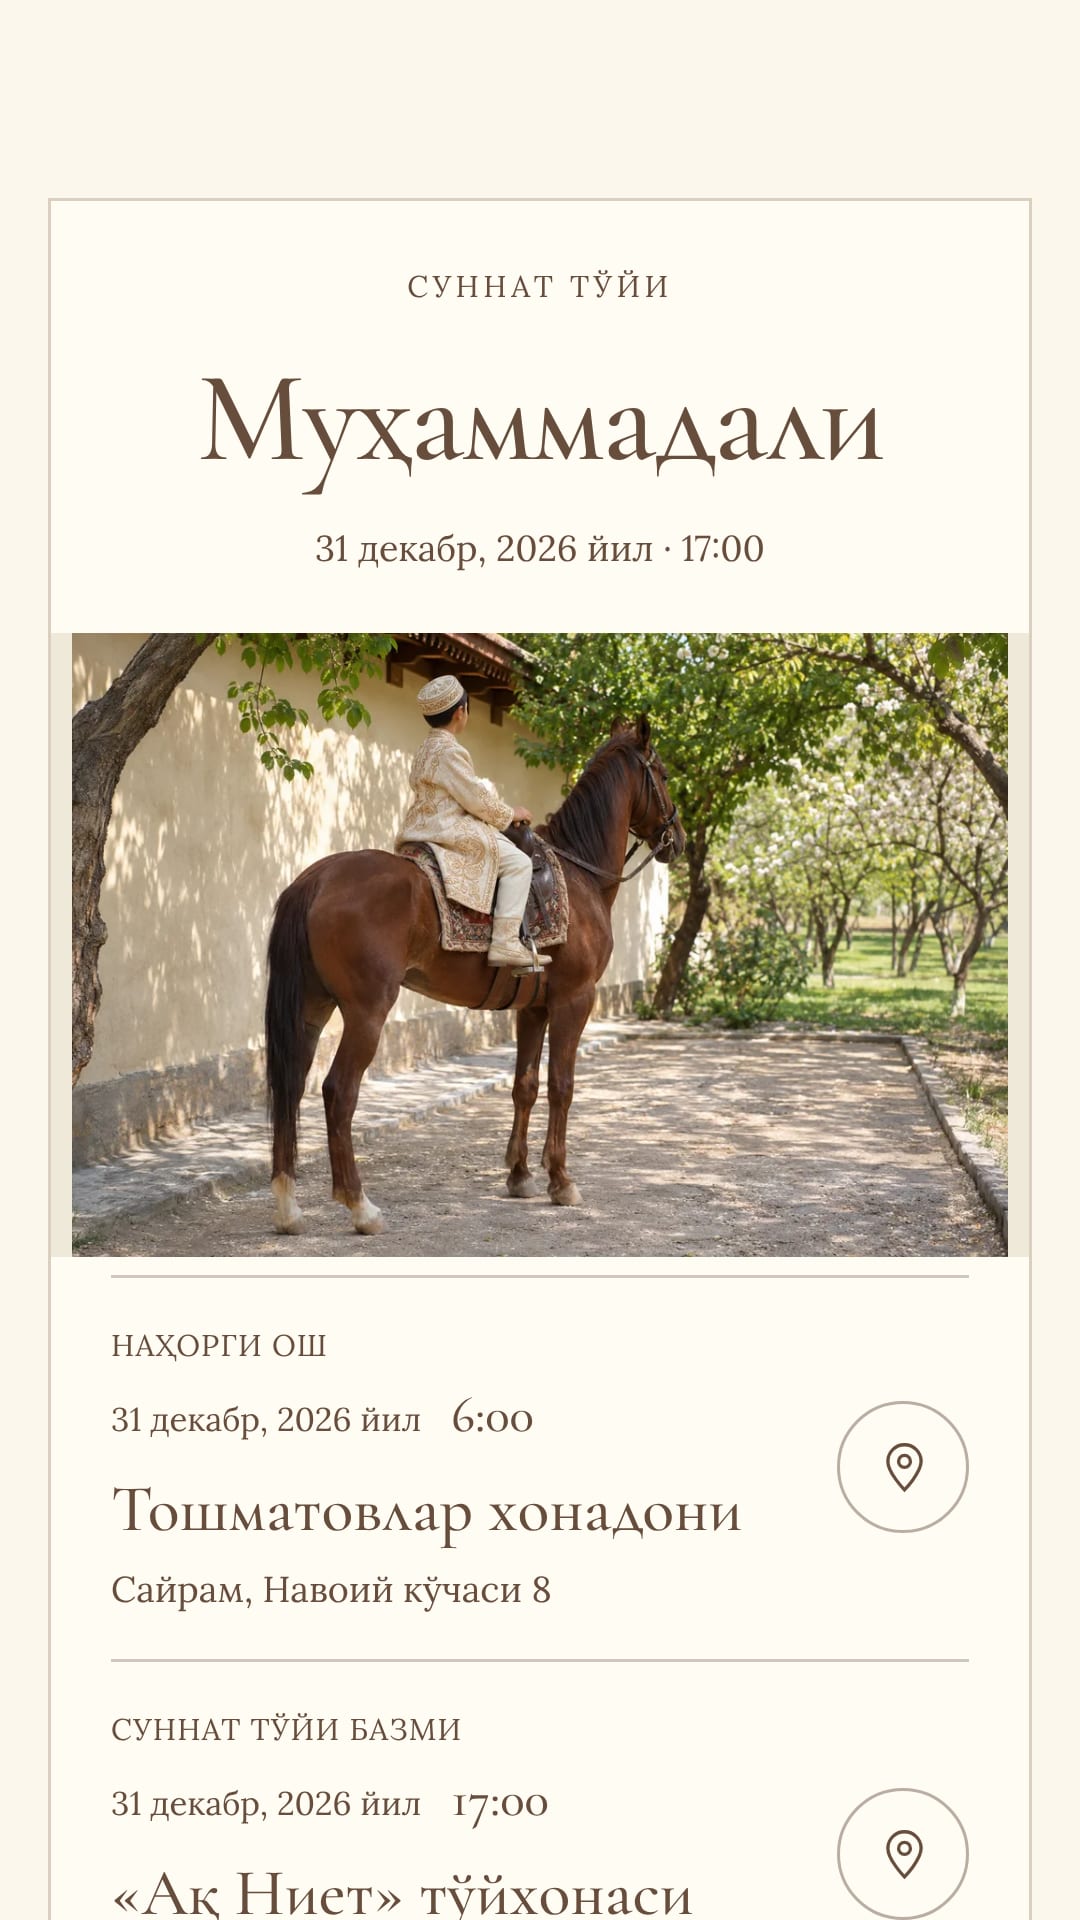 СУННАТ ТЎЙИ
Муҳаммадали
31 декабр, 2026 йил · 17:00
НАҲОРГИ ОШ
31 декабр, 2026 йил 6:00
Тошматовлар хонадони
Сайрам, Навоий кўчаси 8
СУННАТ ТЎЙИ БАЗМИ
31 декабр, 2026 йил 17:00
«Ақ Ниет» тўйхонаси